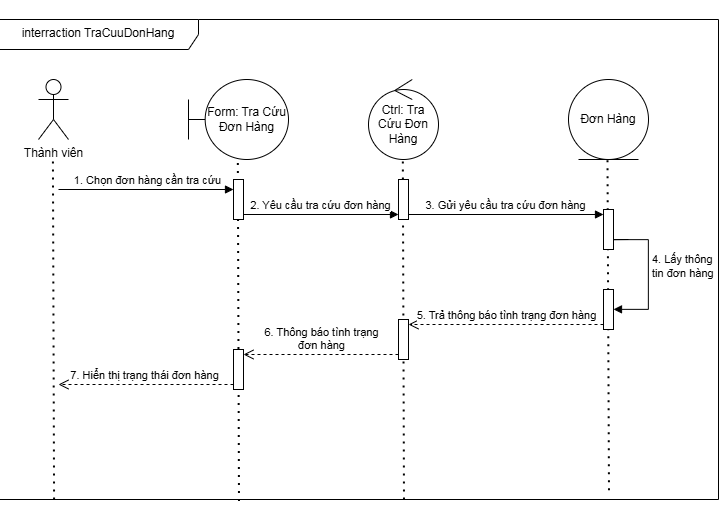 interraction TraCuuDonHang
Form: Tra Cứu
Đơn Hàng
Ctrl: Tra
Cứu Đơn
Hàng
Đơn Hàng
Thành viên
1. Chọn đơn hàng cần tra cứu
2. Yêu cầu tra cứu đơn hàng
3. Gửi yêu cầu tra cứu đơn hàng
4. Lấy thông
tin đơn hàng
5. Trả thông báo tình trạng đơn hàng
6. Thông báo tình trạng
đơn hàng
7. Hiển thị trạng thái đơn hàng